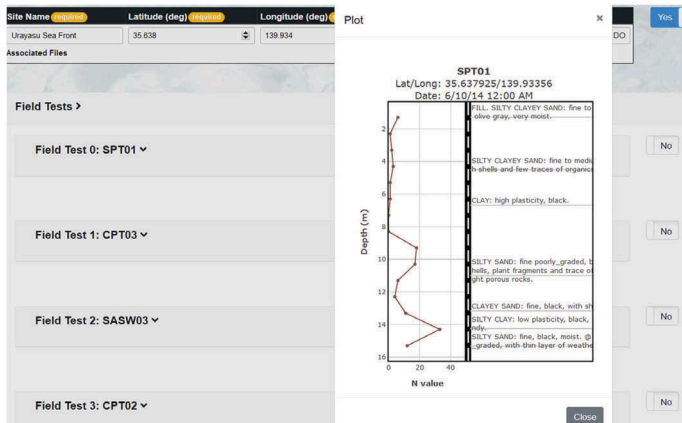 Site Name required
Latitude (deg) required
Longitude (deg)
Urayasu Sea Front
35.638
139.934
DO
Associated Files
Yes
Field Tests >
Field Test 0: SPT01
No
Field Test 1: CPT03
No
Field Test 2: SASW03
No
Field Test 3: CPT02
No
Plot
×
SPT01
Lat/Long: 35.637925/139.93356
Date: 6/10/14 12:00 AM
FILL. SILTY CLAYEY SAND: fine to
olive gray, very moist.
SILTY CLAYEY SAND: fine to medi
h shells and few traces of organic
CLAY: high plasticity, black.
SILTY SAND: fine poorly_graded, b
hells, plant fragments and trace of
ght porous rocks.
CLAYEY SAND: fine, black, with sh
SILTY CLAY: low plasticity, black,
ndy.
SILTY SAND: fine, black, moist. @
_graded, with thin layer of weathe
Depth (m)
2
4
6
8
10
12
14
16
0 20 40
N value
Close